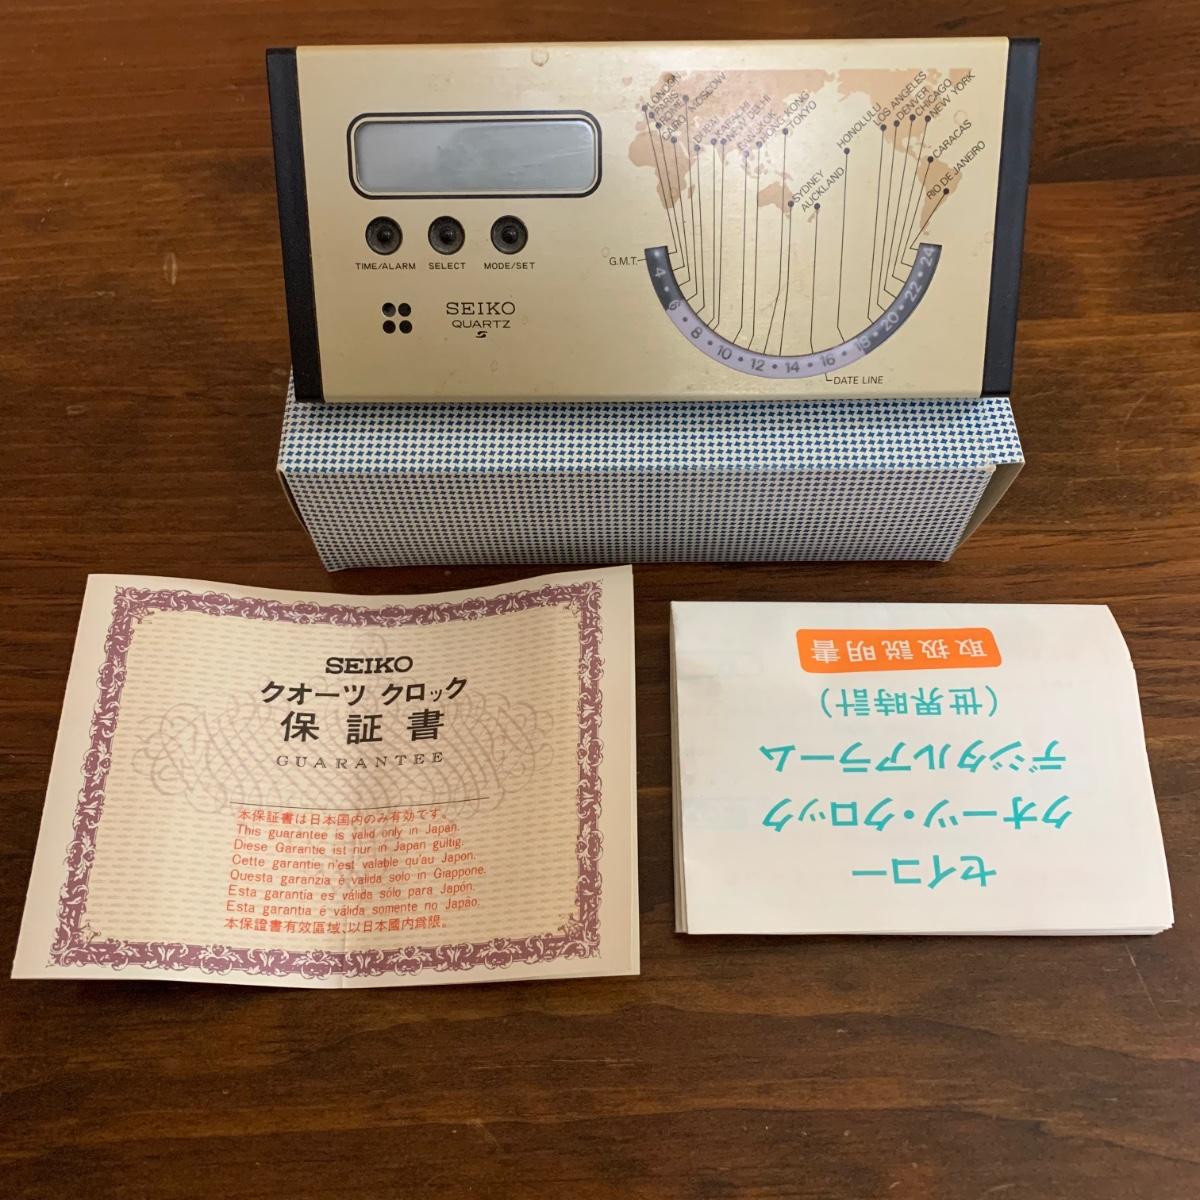 TIME/ALARM SELECT MODE/SET
SEIKO
QUARTZ
LONDON
PARIS
CAIRO
MOSCOW
DUBAI
KARACHI
NEW DELHI
BANGKOK
HONG KONG
TOKYO
SYDNEY
AUCKLAND
HONOLULU
LOS ANGELES
DENVER
CHICAGO
NEW YORK
CARACAS
RIO DE JANEIRO
G.M.T.
4 • 6 • 8 • 10 • 12 • 14 • 16 • 18 • 20 • 22 • 24
DATE LINE
SEIKO
クオーツ クロック
保証書
GUARANTEE
本保証書は日本国内のみ有効です。
This guarantee is valid only in Japan.
Diese Garantie ist nur in Japan gültig.
Cette garantie n'est valable qu'au Japon.
Questa garanzia é valida solo in Giappone.
Esta garantia es válida sólo para Japón.
Esta garantia é válida somente no Japão.
本保證書有效區域、以日本國内爲限。
セイコー
クオーツ・クロック
デジタルアラーム
(世界時計)
取扱説明書